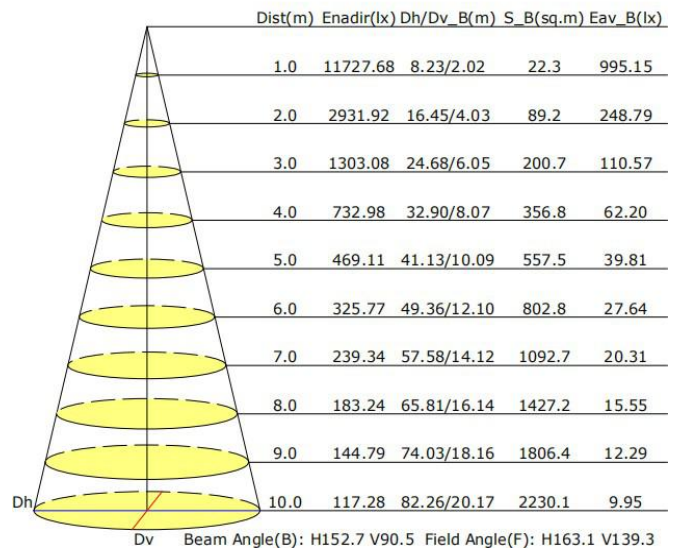 Dist(m) Enadir(lx) Dh/Dv_B(m) S_B(sq.m) Eav_B(lx)
1.0 11727.68 8.23/2.02 22.3 995.15
2.0 2931.92 16.45/4.03 89.2 248.79
3.0 1303.08 24.68/6.05 200.7 110.57
4.0 732.98 32.90/8.07 356.8 62.20
5.0 469.11 41.13/10.09 557.5 39.81
6.0 325.77 49.36/12.10 802.8 27.64
7.0 239.34 57.58/14.12 1092.7 20.31
8.0 183.24 65.81/16.14 1427.2 15.55
9.0 144.79 74.03/18.16 1806.4 12.29
Dh 10.0 117.28 82.26/20.17 2230.1 9.95
Dv Beam Angle(B): H152.7 V90.5 Field Angle(F): H163.1 V139.3